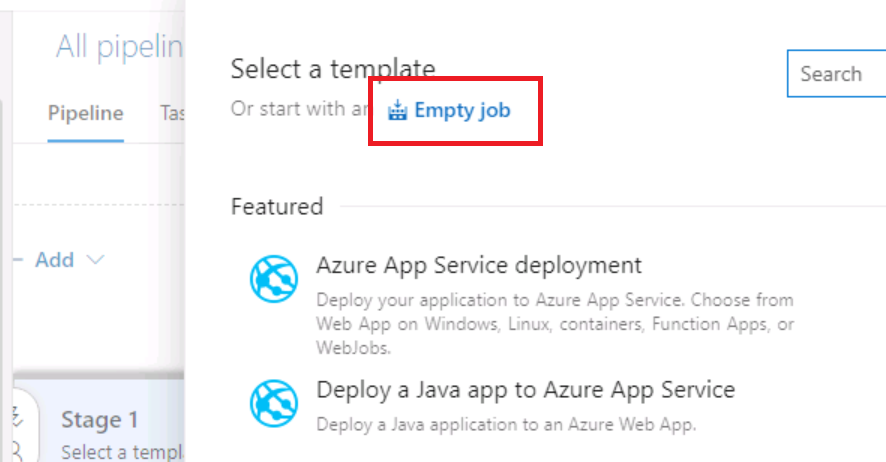 All pipelin
Select a template
Search
Or start with an Empty job
Pipeline Tas
Featured
Add
Azure App Service deployment
Deploy your application to Azure App Service. Choose from
Web App on Windows, Linux, containers, Function Apps, or
WebJobs.
Deploy a Java app to Azure App Service
Deploy a Java application to an Azure Web App.
Stage 1
Select a templ